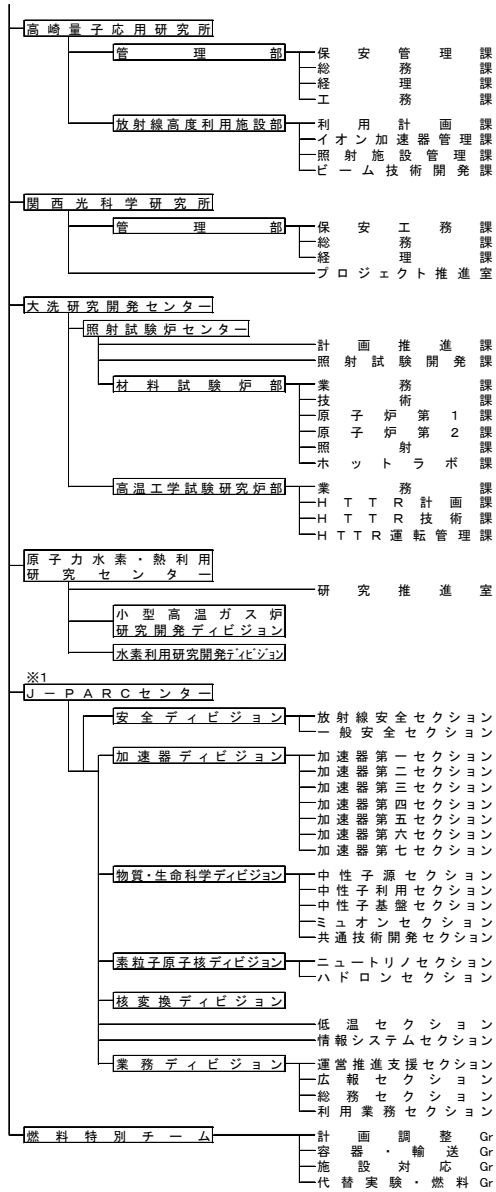 高崎量子応用研究所
管理部
保安管理課
総務課
経理課
工務課
放射線高度利用施設部
利用計画課
イオン加速器管理課
照射施設管理課
ビーム技術開発課
関西光科学研究所
管理部
保安工務課
総務課
経理課
プロジェクト推進室
大洗研究開発センター
照射試験炉センター
計画推進課
照射試験開発課
材料試験炉部
業務課
技術課
原子炉第1課
原子炉第2課
照射課
ホットラボ課
高温工学試験研究炉部
業務課
HTTR計画課
HTTR技術課
HTTR運転管理課
原子力水素・熱利用
研究センター
研究推進室
小型高温ガス炉
研究開発ディビジョン
水素利用研究開発ディビジョン
※1
J-PARCセンター
安全ディビジョン
放射線安全セクション
一般安全セクション
加速器ディビジョン
加速器第一セクション
加速器第二セクション
加速器第三セクション
加速器第四セクション
加速器第五セクション
加速器第六セクション
加速器第七セクション
物質・生命科学ディビジョン
中性子源セクション
中性子利用セクション
中性子基盤セクション
ミュオンセクション
共通技術開発セクション
素粒子原子核ディビジョン
ニュートリノセクション
ハドロンセクション
核変換ディビジョン
低温セクション
情報システムセクション
業務ディビジョン
運営推進支援セクション
広報セクション
総務セクション
利用業務セクション
燃料特別チーム
計画調整Gr
容器・輸送Gr
施設対応Gr
代替実験・燃料Gr